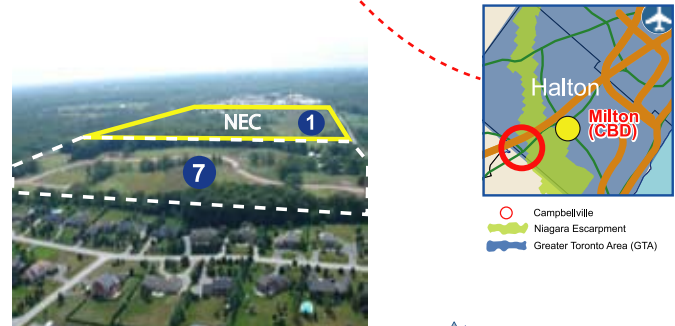 NEC
1
7
Halton
Milton
(CBD)
Campbellville
Niagara Escarpment
Greater Toronto Area (GTA)